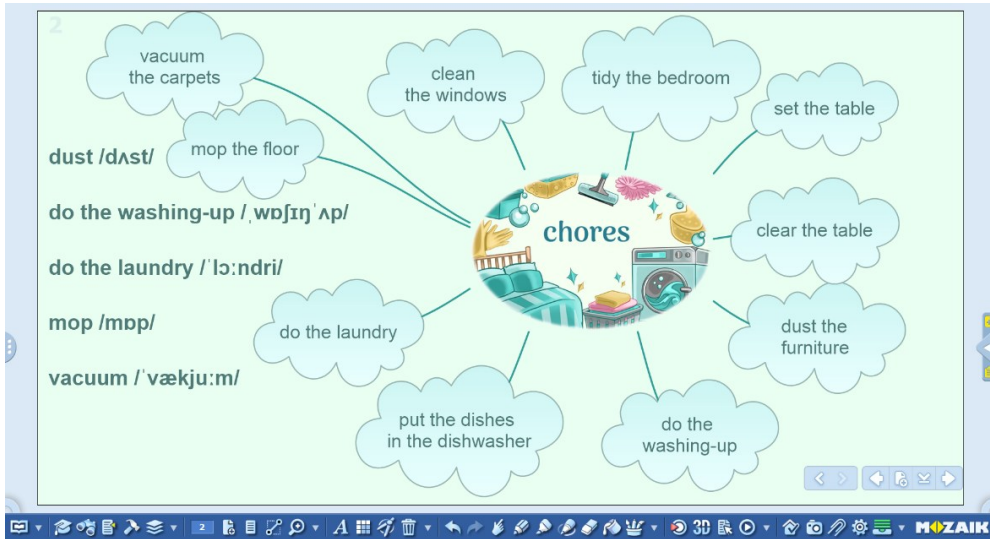 2
vacuum
the carpets
clean
the windows
tidy the bedroom
set the table
mop the floor
dust /dʌst/
do the washing-up /ˌwɒʃɪŋˈʌp/
chores
clear the table
do the laundry /ˈlɔːndri/
mop /mɒp/
do the laundry
dust the
furniture
vacuum /ˈvækjuːm/
put the dishes
in the dishwasher
do the
washing-up
2
A
3D
MOZAIK